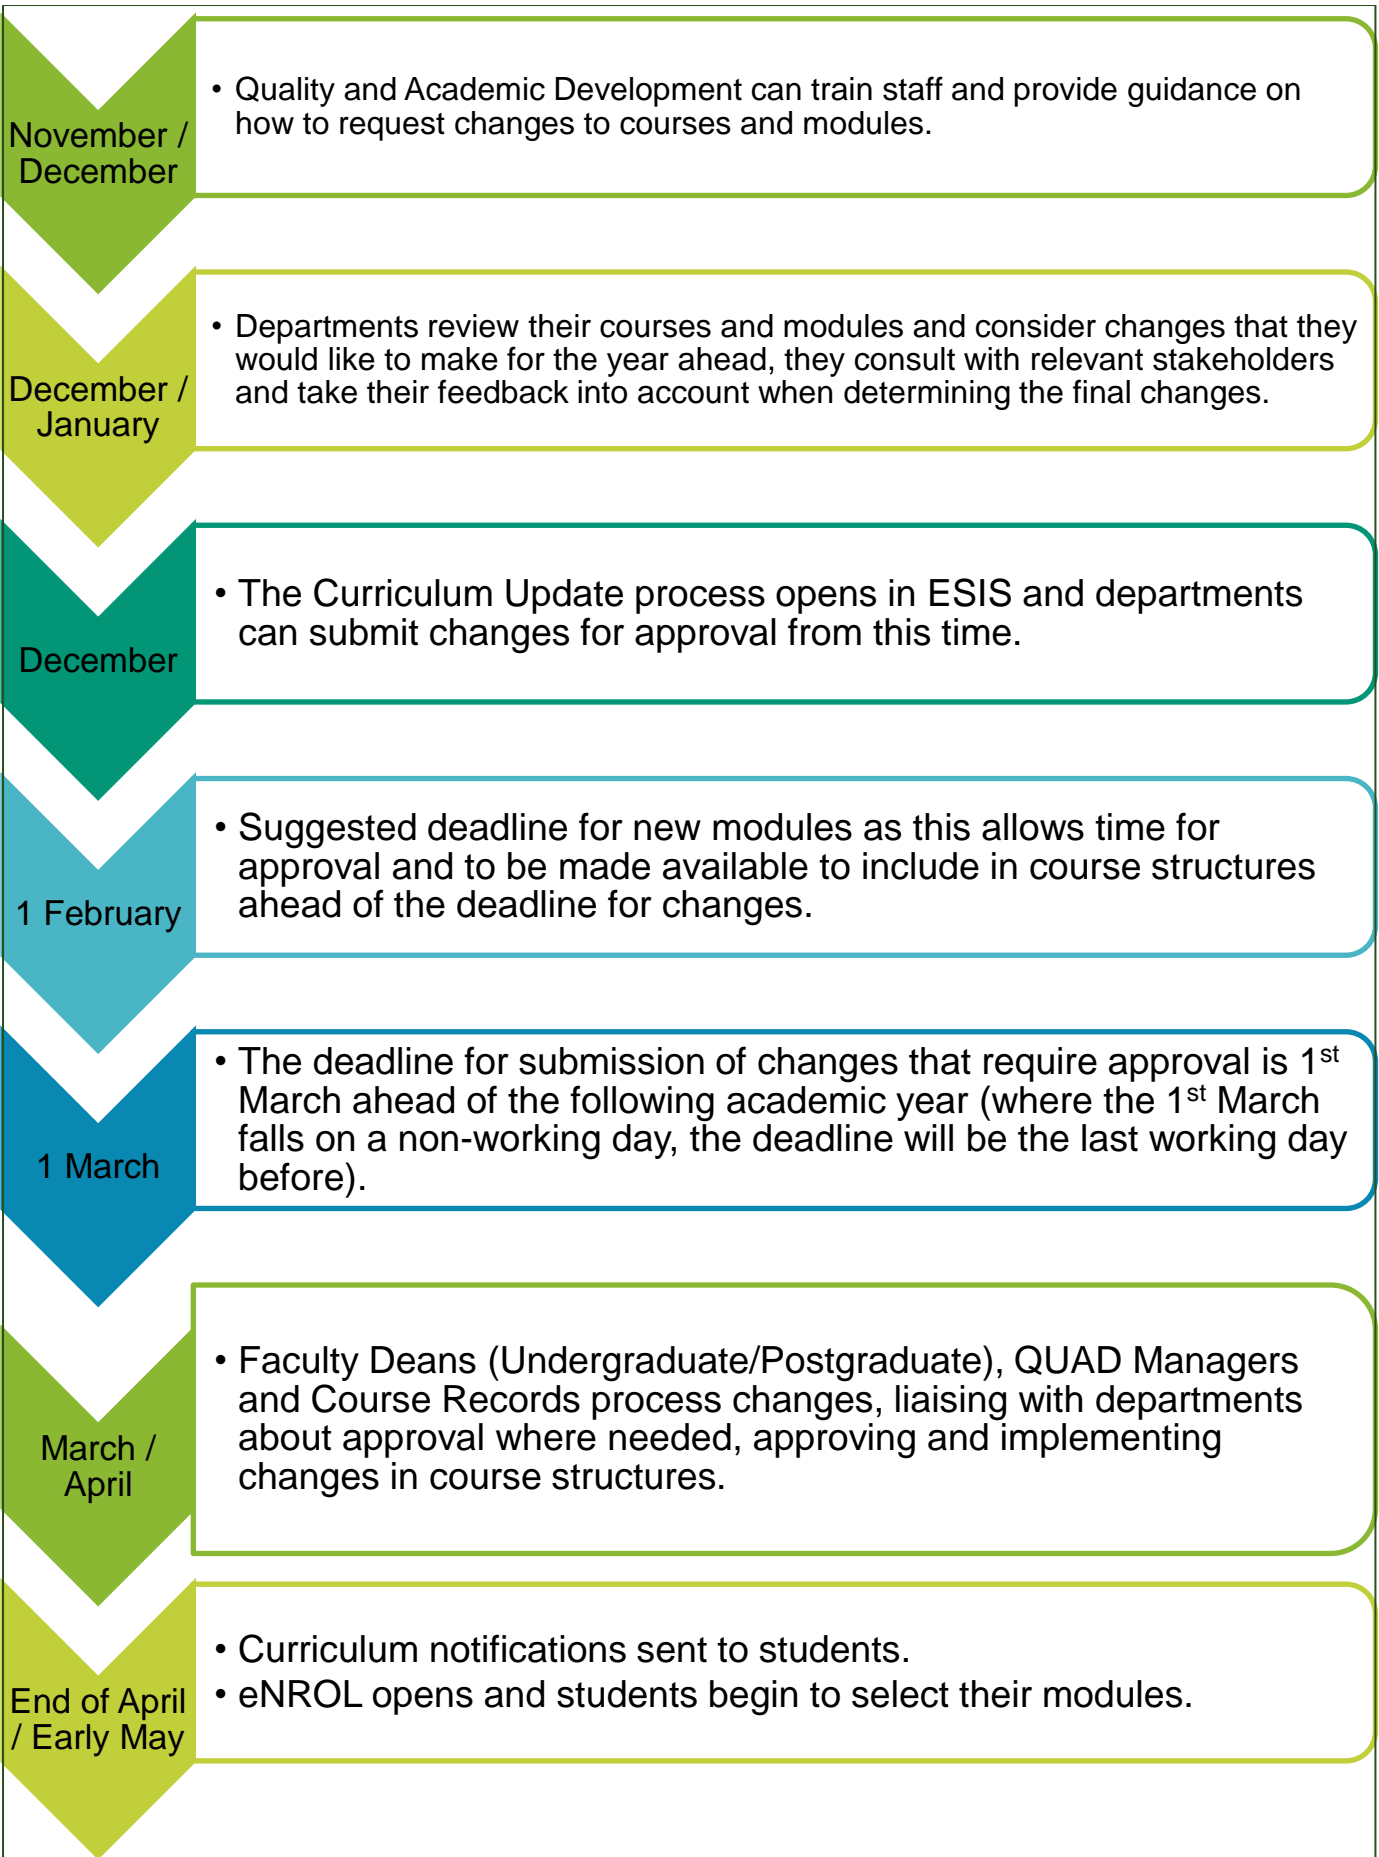 November /
December
• Quality and Academic Development can train staff and provide guidance on
how to request changes to courses and modules.
December /
January
• Departments review their courses and modules and consider changes that they
would like to make for the year ahead, they consult with relevant stakeholders
and take their feedback into account when determining the final changes.
December
• The Curriculum Update process opens in ESIS and departments
can submit changes for approval from this time.
1 February
• Suggested deadline for new modules as this allows time for
approval and to be made available to include in course structures
ahead of the deadline for changes.
1 March
• The deadline for submission of changes that require approval is 1st
March ahead of the following academic year (where the 1st March
falls on a non-working day, the deadline will be the last working day
before).
March /
April
• Faculty Deans (Undergraduate/Postgraduate), QUAD Managers
and Course Records process changes, liaising with departments
about approval where needed, approving and implementing
changes in course structures.
End of April
/ Early May
• Curriculum notifications sent to students.
• eNROL opens and students begin to select their modules.